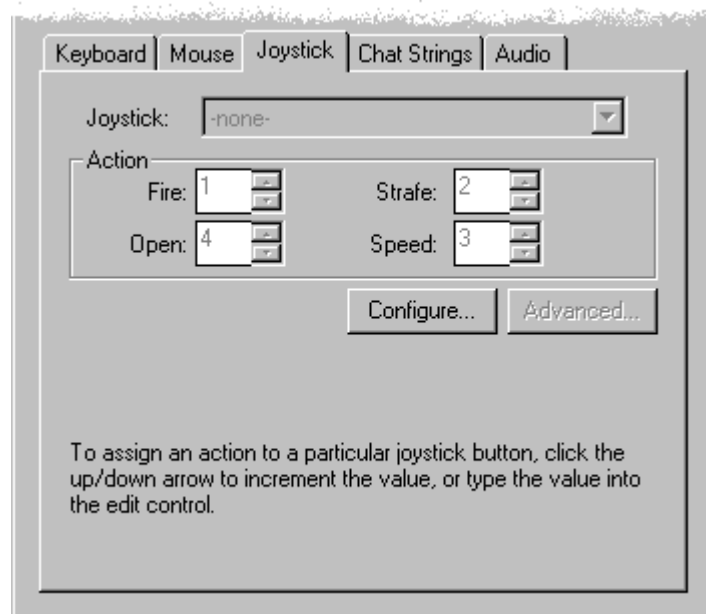 Keyboard Mouse Joystick Chat Strings Audio
Joystick: -none-
Action
Fire: 1 Strafe: 2
Open: 4 Speed: 3
Configure... Advanced...
To assign an action to a particular joystick button, click the
up/down arrow to increment the value, or type the value into
the edit control.